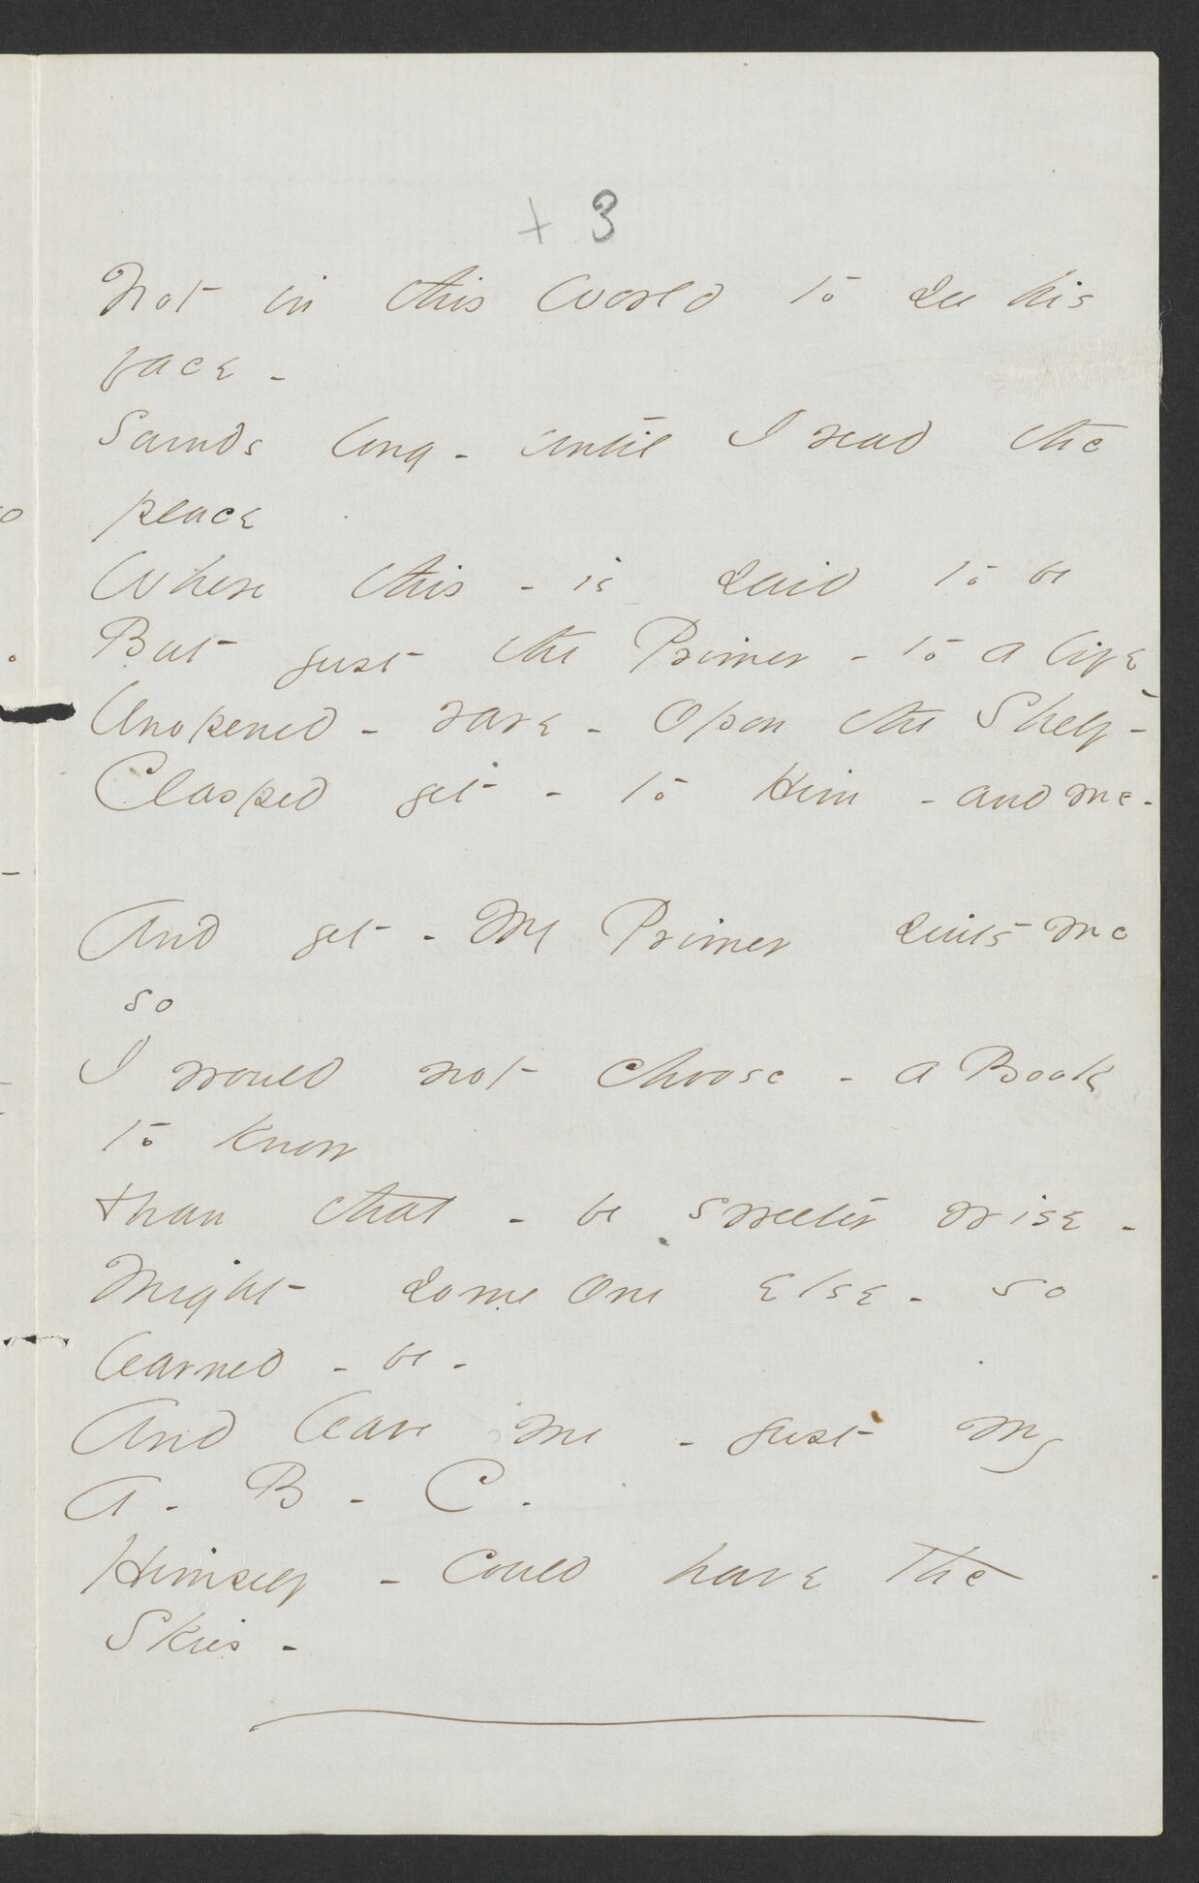 + 3
Not in this World to see his
face -
Sounds long - until I read the
place
Where this - is said to be
But just the Primer - to a life
Unopened - rare - Opon the Shelf -
Clasped yet - to Him - and me -
And yet - My Primer suits me
so
I would not choose - a Book
to know
than that - be sweeter wise -
Might some one else - so
learned - be -
And leave me - just my
A - B - C -
Himself - could have the
Skies -